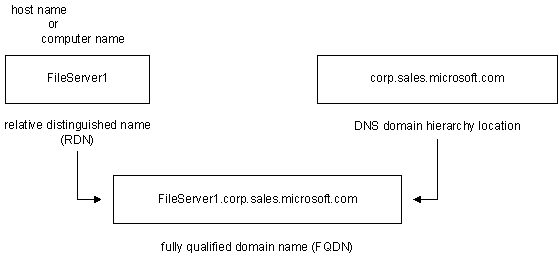 host name
or
computer name
FileServer1
corp.sales.microsoft.com
relative distinguished name
(RDN)
DNS domain hierarchy location
FileServer1.corp.sales.microsoft.com
fully qualified domain name (FQDN)